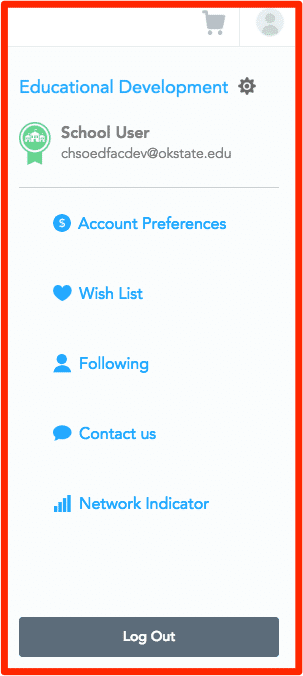 Educational Development
School User
chsoedfacdev@okstate.edu
$ Account Preferences
Wish List
Following
Contact us
Network Indicator
Log Out